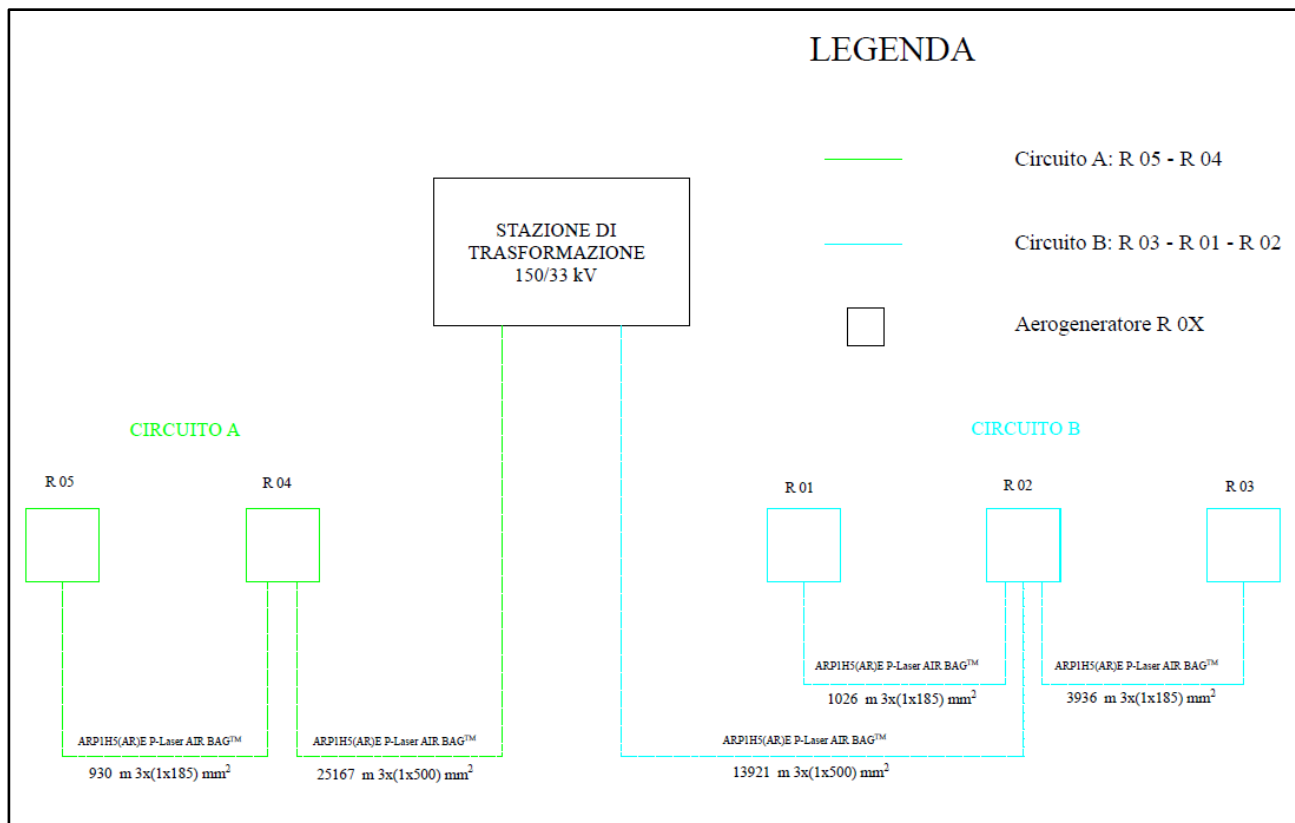 LEGENDA
Circuito A: R 05 - R 04
STAZIONE DI
TRASFORMAZIONE
150/33 kV
Circuito B: R 03 - R 01 - R 02
Aerogeneratore R 0X
CIRCUITO A
CIRCUITO B
R 05
R 04
R 01
R 02
R 03
ARP1H5(AR)E P-Laser AIR BAG™
1026 m 3x(1x185) mm²
ARP1H5(AR)E P-Laser AIR BAG™
3936 m 3x(1x185) mm²
ARP1H5(AR)E P-Laser AIR BAG™
930 m 3x(1x185) mm²
ARP1H5(AR)E P-Laser AIR BAG™
25167 m 3x(1x500) mm²
ARP1H5(AR)E P-Laser AIR BAG™
13921 m 3x(1x500) mm²